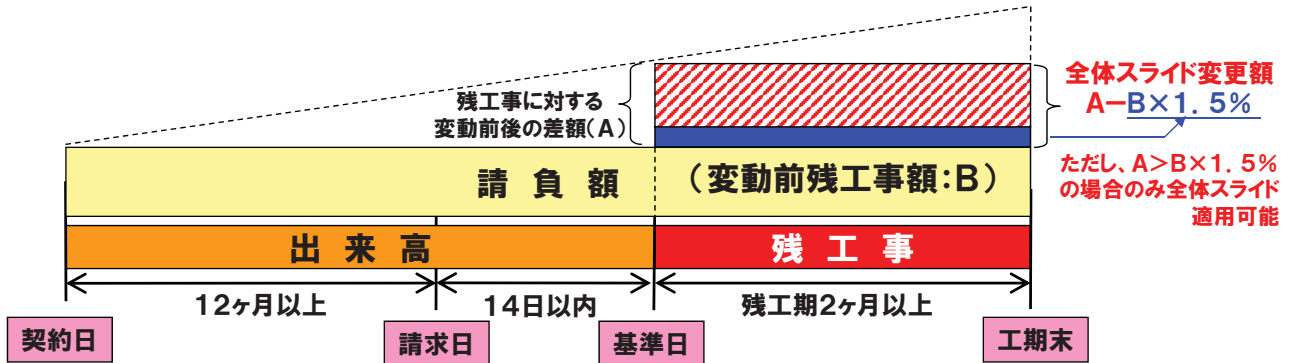 残工事に対する
変動前後の差額(A)
全体スライド変更額
A－B×1．5％
ただし、A＞B×1．5％
の場合のみ全体スライド
適用可能
請負額
(変動前残工事額:B)
出来高
残工事
12ヶ月以上
14日以内
残工期2ヶ月以上
契約日
請求日
基準日
工期末